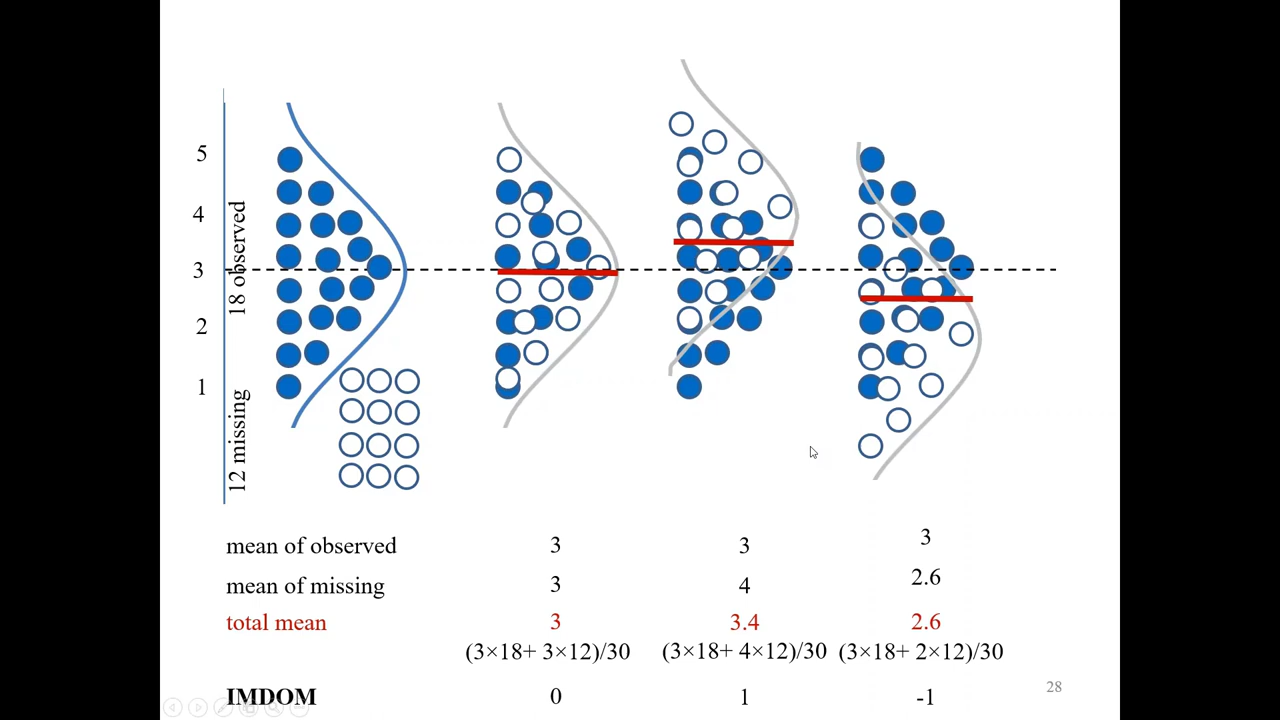 5
4
3
2
1
18 observed
12 missing
mean of observed 3 3 3
mean of missing 3 4 2.6
total mean 3 3.4 2.6
(3×18+ 3×12)/30 (3×18+ 4×12)/30 (3×18+ 2×12)/30
IMDOM 0 1 -1
28